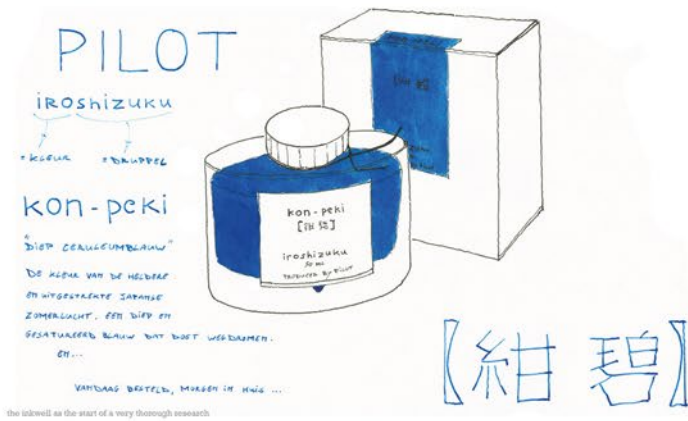 PILOT
iroshizuku
= KLEUR = DRUPPEL
kon-peki
"DIEP CERULEUMBLAUW"
DE KLEUR VAN DE HELDERE
EN UITGESTREKTE JAPANSE
ZOMERLUCHT. EEN DIEP EN
GESATUREERD BLAUW DAT DOET WEGDROMEN.
EN...
VANDAAG BESTELD, MORGEN IN HUIS ...
kon-peki
[紺碧]
iroshizuku
50 ml
PRODUCED BY PILOT
【紺碧】
the inkwell as the start of a very thorough research